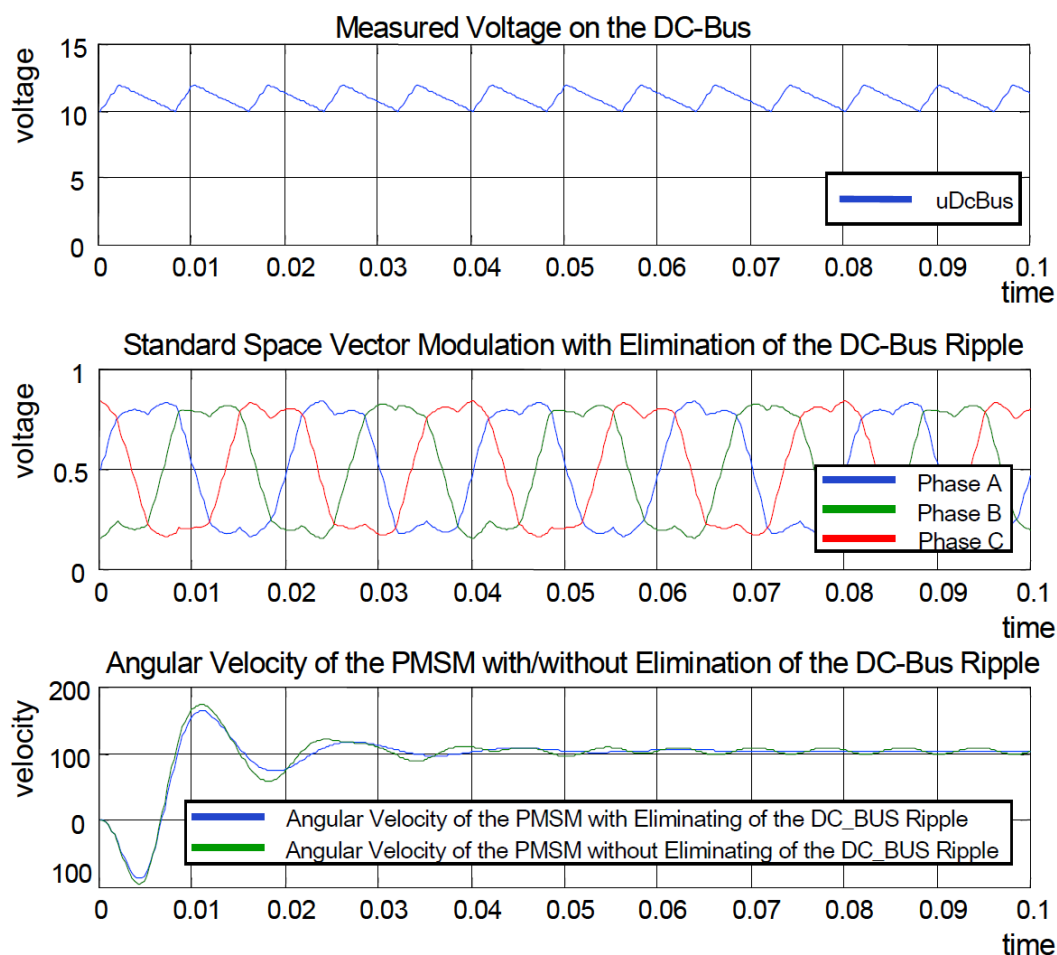 Measured Voltage on the DC-Bus
15
10
5
0
voltage
uDcBus
0 0.01 0.02 0.03 0.04 0.05 0.06 0.07 0.08 0.09 0.1
time
Standard Space Vector Modulation with Elimination of the DC-Bus Ripple
1
0.5
0
voltage
Phase A
Phase B
Phase C
0 0.01 0.02 0.03 0.04 0.05 0.06 0.07 0.08 0.09 0.1
time
Angular Velocity of the PMSM with/without Elimination of the DC-Bus Ripple
200
100
0
100
velocity
Angular Velocity of the PMSM with Eliminating of the DC_BUS Ripple
Angular Velocity of the PMSM without Eliminating of the DC_BUS Ripple
0 0.01 0.02 0.03 0.04 0.05 0.06 0.07 0.08 0.09 0.1
time